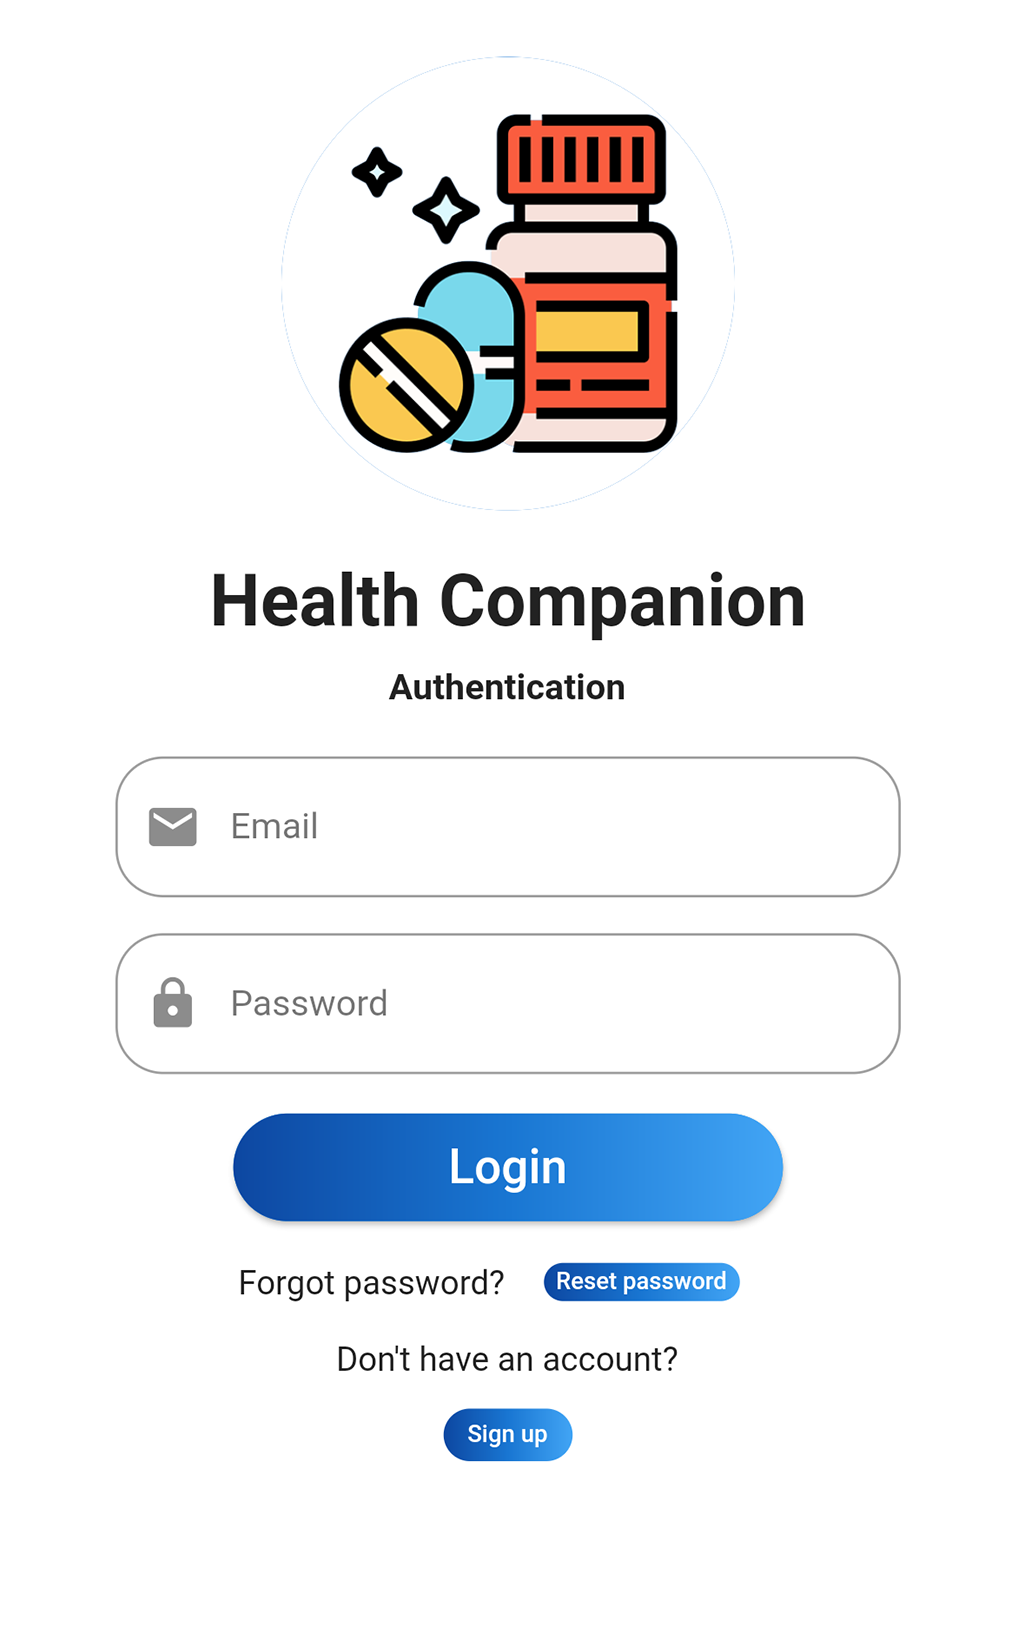 Health Companion
Authentication
Email
Password
Login
Forgot password? Reset password
Don't have an account?
Sign up